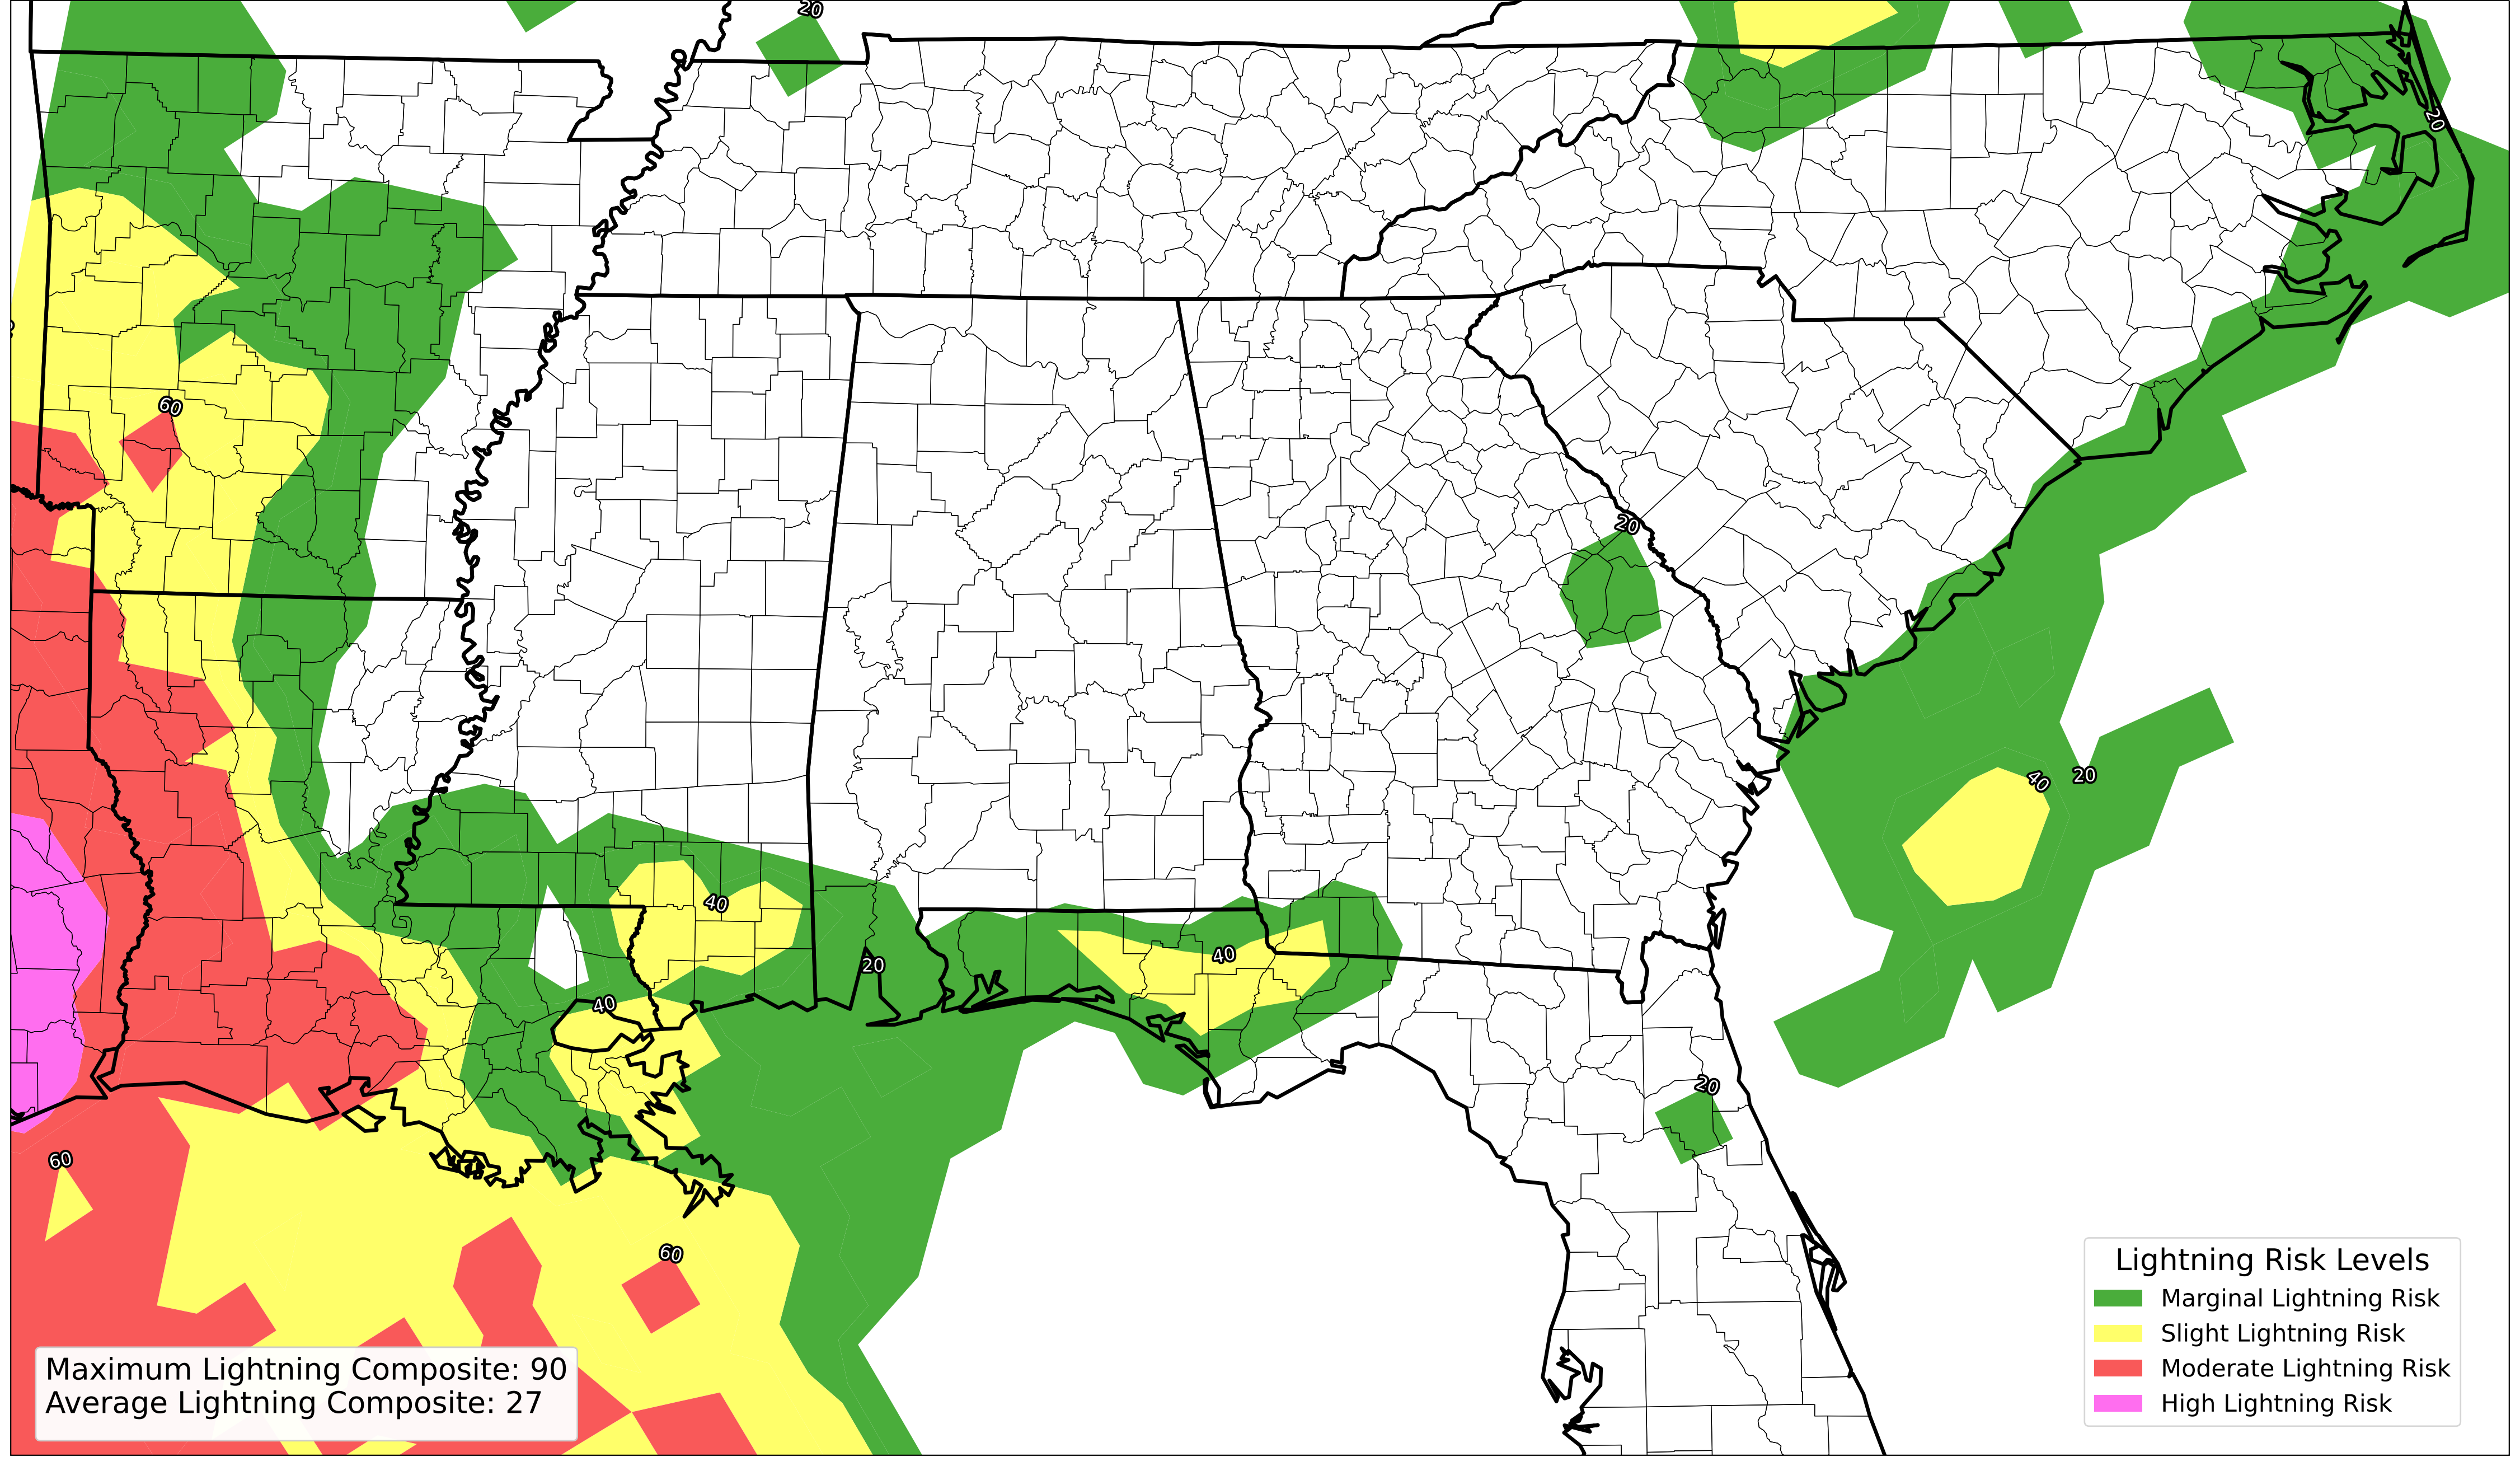 20
20
60
20
20
40
40
40
20
40
20
60
60
Lightning Risk Levels
Marginal Lightning Risk
Slight Lightning Risk
Moderate Lightning Risk
High Lightning Risk
Maximum Lightning Composite: 90
Average Lightning Composite: 27